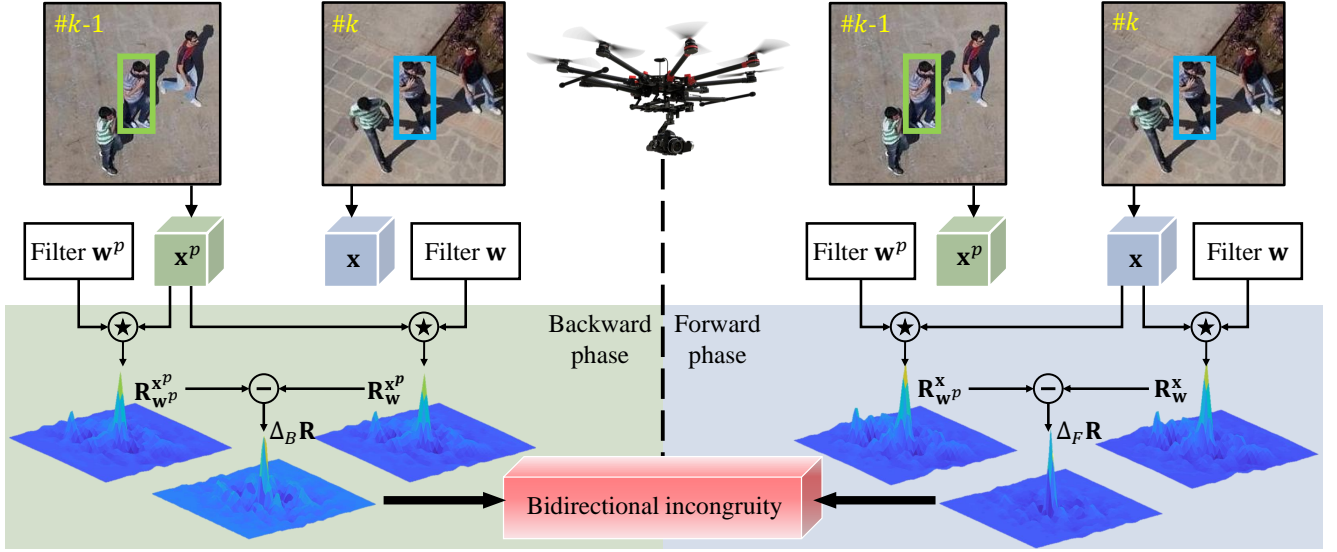 #k-1
#k
#k-1
#k
Filter w^p
x^p
x
Filter w
Filter w^p
x^p
x
Filter w
Backward
phase
Forward
phase
R_{w^p}^{x^p}
R_w^{x^p}
R_{w^p}^x
R_w^x
Δ_B R
Δ_F R
Bidirectional incongruity